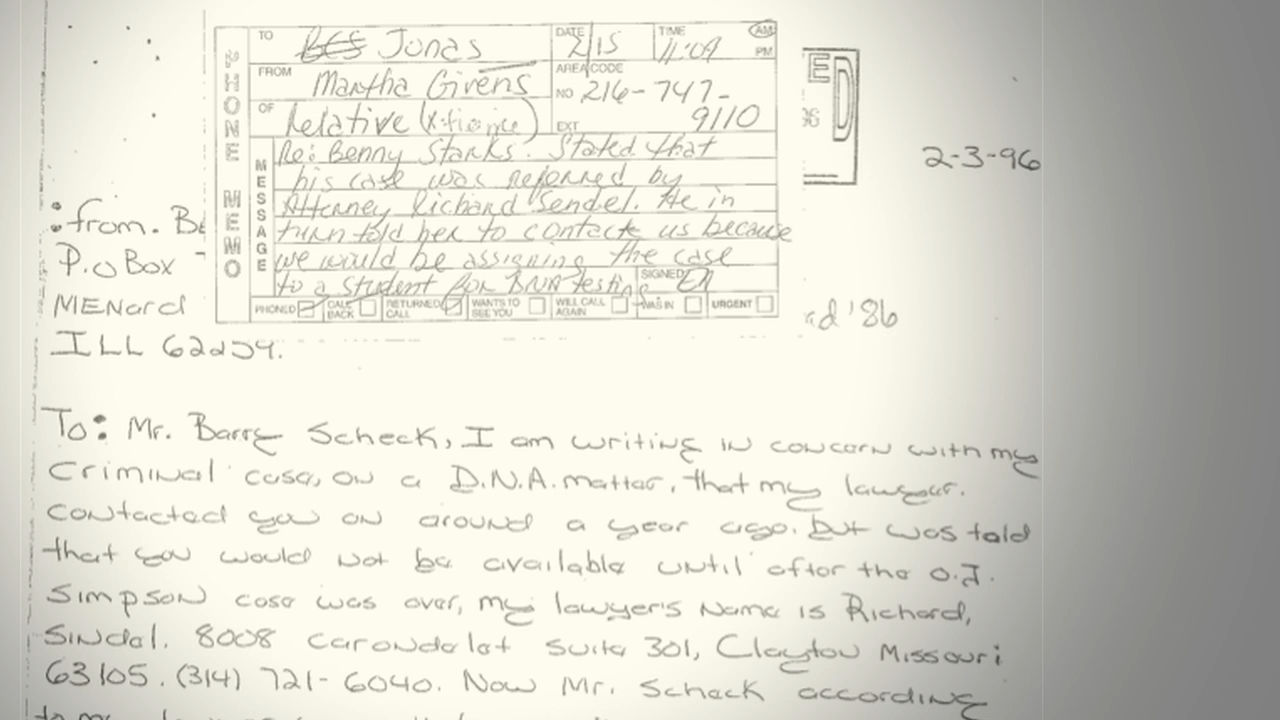 TO Jonas
DATE 2/15
TIME 11:09 AM PM
FROM Martha Givens
AREA CODE
NO 216-747-
9110
OF Relative (x-fiance)
EXT
PHONE MEMO
MESSAGE
Re: Benny Starks. Stated that
his case was referred by
Attorney Richard Sendel. He in
turn told her to contact us because
we would be assigning the case
to a student for DNA testing
SIGNED
PHONED
CALL BACK
RETURNED CALL
WANTS TO SEE YOU
WILL CALL AGAIN
WAS IN
URGENT
ED
2-3-96
from. Be
P.o Box
MENard
ILL 62259.
ad '86
To: Mr. Barry Scheck, I am writing in concern with my
criminal case, on a D.N.A. matter, that my lawyer.
contacted you on around a year ago. but was told
that you would not be available until after the O.J.
Simpson case was over, my lawyer's Name is Richard,
SiNdel. 8008 carondelet suite 301, Clayton Missouri
63105. (314) 721-6040. Now Mr. Scheck according
to my